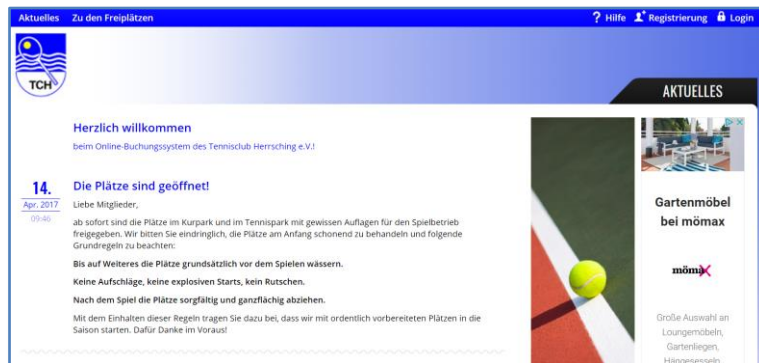 Aktuelles Zu den Freiplätzen
? Hilfe Registrierung Login
TCH
AKTUELLES
Herzlich willkommen
beim Online-Buchungssystem des Tennisclub Herrsching e.V.!
14.
Apr. 2017
09:46
Die Plätze sind geöffnet!
Liebe Mitglieder,
ab sofort sind die Plätze im Kurpark und im Tennispark mit gewissen Auflagen für den Spielbetrieb
freigegeben. Wir bitten Sie eindringlich, die Plätze am Anfang schonend zu behandeln und folgende
Grundregeln zu beachten:
Bis auf Weiteres die Plätze grundsätzlich vor dem Spielen wässern.
Keine Aufschläge, keine explosiven Starts, kein Rutschen.
Nach dem Spiel die Plätze sorgfältig und ganzflächig abziehen.
Mit dem Einhalten dieser Regeln tragen Sie dazu bei, dass wir mit ordentlich vorbereiteten Plätzen in die
Saison starten. Dafür Danke im Voraus!
Gartenmöbel
bei mömax
mömax
Große Auswahl an
Loungemöbeln,
Gartenliegen,
Hängesesseln